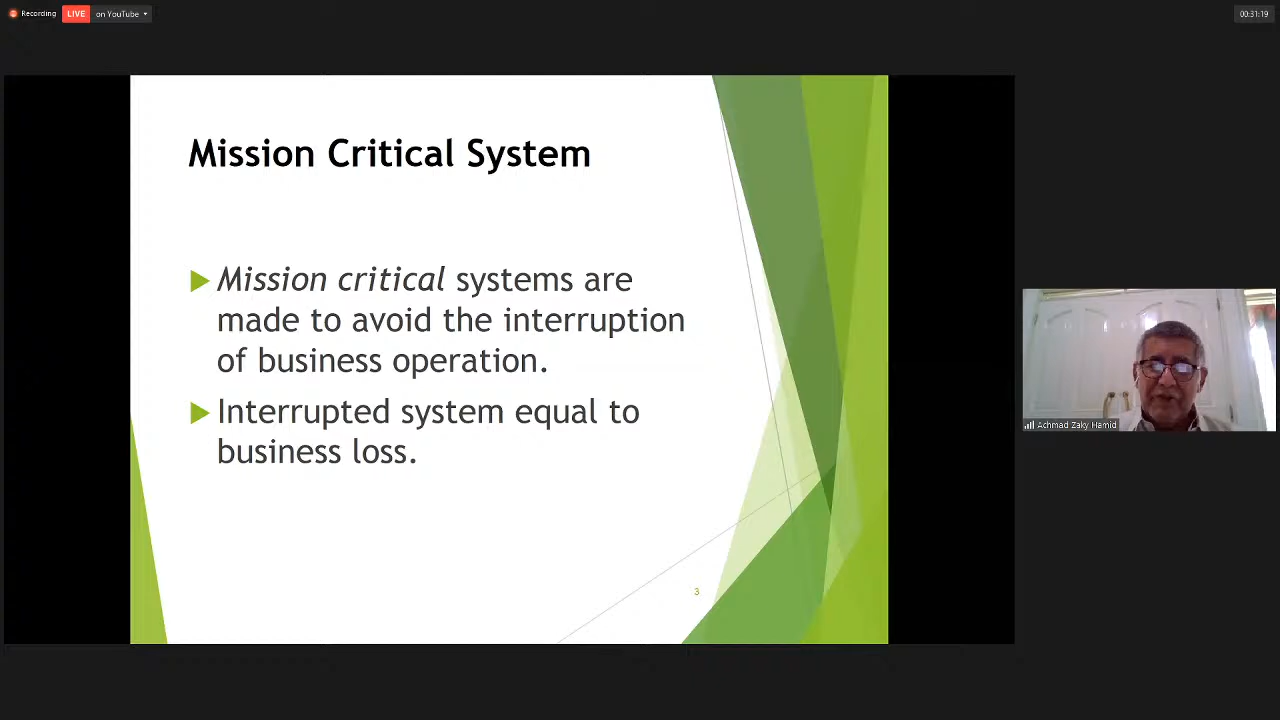 Recording LIVE on YouTube 00:31:19
Mission Critical System
Mission critical systems are
made to avoid the interruption
of business operation.
Interrupted system equal to
business loss.
3
Achmad Zaky Hamid